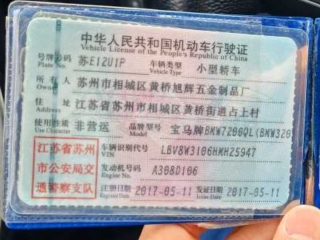 中华人民共和国机动车行驶证
Vehicle License of the People's Republic of China
号牌号码 苏E1ZU1P 车辆类型 小型轿车
Plate No. Vehicle Type
所有人 苏州市相城区黄桥旭辉五金制品厂
Owner
住址 江苏省苏州市相城区黄桥街道占上村
Address
使用性质 非营运 品牌型号 宝马牌BMW7200QL(BMW320
Use Character Model
江苏省苏州市公安局交通警察支队
车辆识别代号 LBV8W3106HMH25947
VIN
发动机号码 A308D106
Engine No.
注册日期 2017-05-11 发证日期 2017-05-11
Register Date Issue Date